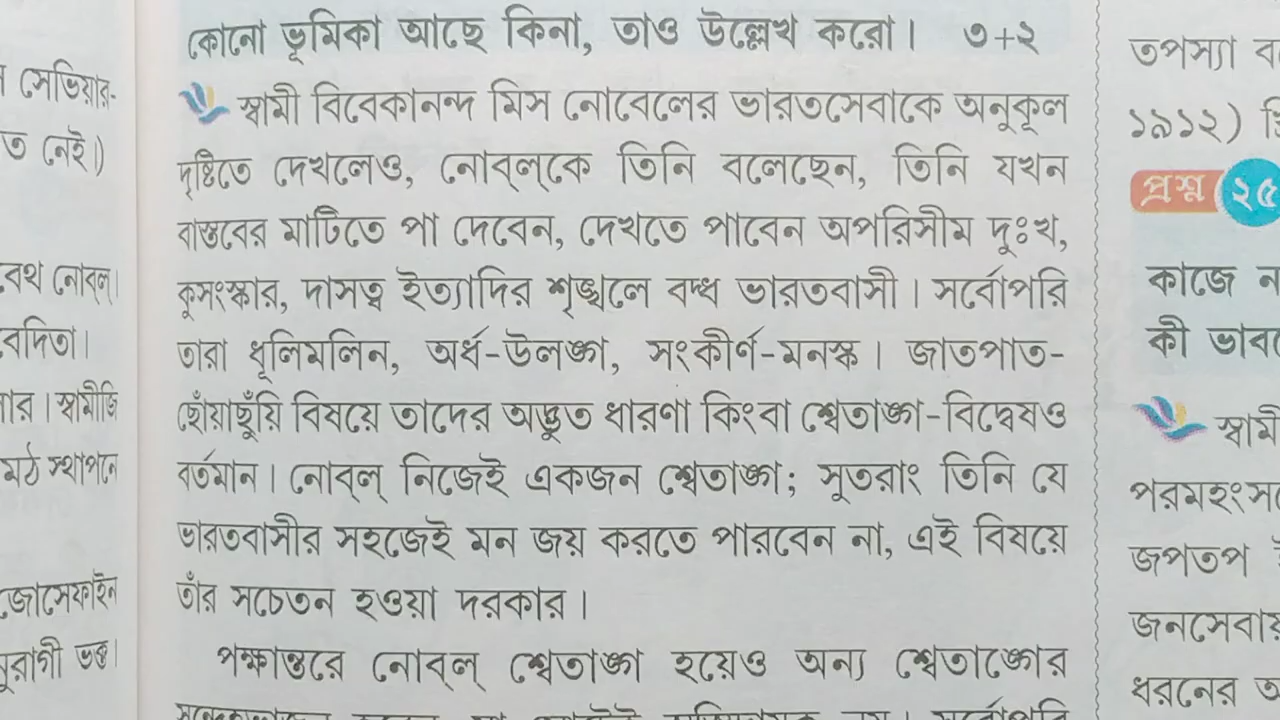 কোনো ভূমিকা আছে কিনা, তাও উল্লেখ করো। ৩+২
স্বামী বিবেকানন্দ মিস নোবেলের ভারতসেবাকে অনুকূল
দৃষ্টিতে দেখলেও, নোব্‌ল্‌কে তিনি বলেছেন, তিনি যখন
বাস্তবের মাটিতে পা দেবেন, দেখতে পাবেন অপরিসীম দুঃখ,
কুসংস্কার, দাসত্ব ইত্যাদির শৃঙ্খলে বদ্ধ ভারতবাসী। সর্বোপরি
তারা ধূলিমলিন, অর্ধ-উলঙ্গ, সংকীর্ণ-মনস্ক। জাতপাত-
ছোঁয়াছুঁয়ি বিষয়ে তাদের অদ্ভুত ধারণা কিংবা শ্বেতাঙ্গ-বিদ্বেষও
বর্তমান। নোব্‌ল্ নিজেই একজন শ্বেতাঙ্গ; সুতরাং তিনি যে
ভারতবাসীর সহজেই মন জয় করতে পারবেন না, এই বিষয়ে
তাঁর সচেতন হওয়া দরকার।
পক্ষান্তরে নোব্‌ল্ শ্বেতাঙ্গ হয়েও অন্য শ্বেতাঙ্গের
সেভিয়ার-
ত নেই।)
নোব্‌ল্।
বেদিতা।
স্বামীজি
মঠ স্থাপনে
জোসেফাইন
ভক্ত।
তপস্যা
১৯১২)
প্রশ্ন ২৫
কাজে
কী
জপতপ
ধরনের